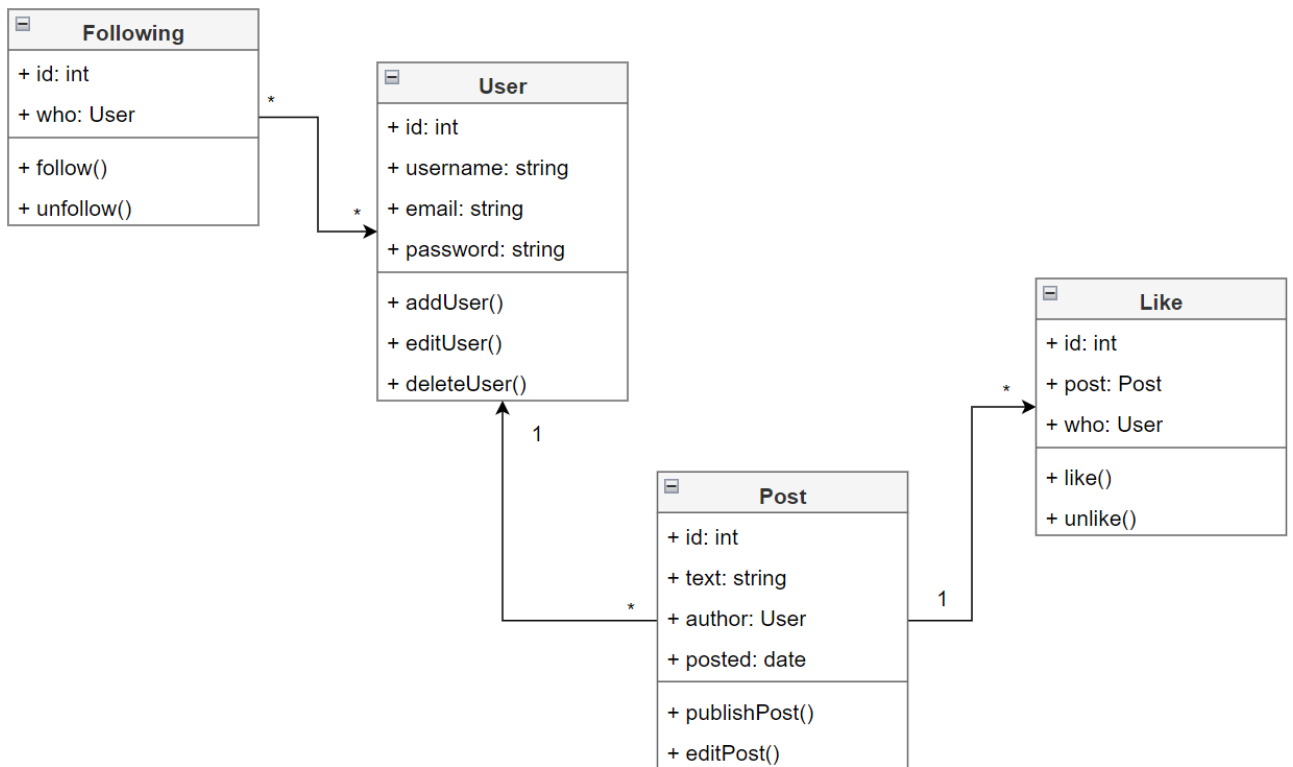 Following
+ id: int
+ who: User
+ follow()
+ unfollow()
*
*
User
+ id: int
+ username: string
+ email: string
+ password: string
+ addUser()
+ editUser()
+ deleteUser()
1
*
Post
+ id: int
+ text: string
+ author: User
+ posted: date
+ publishPost()
+ editPost()
1
*
Like
+ id: int
+ post: Post
+ who: User
+ like()
+ unlike()